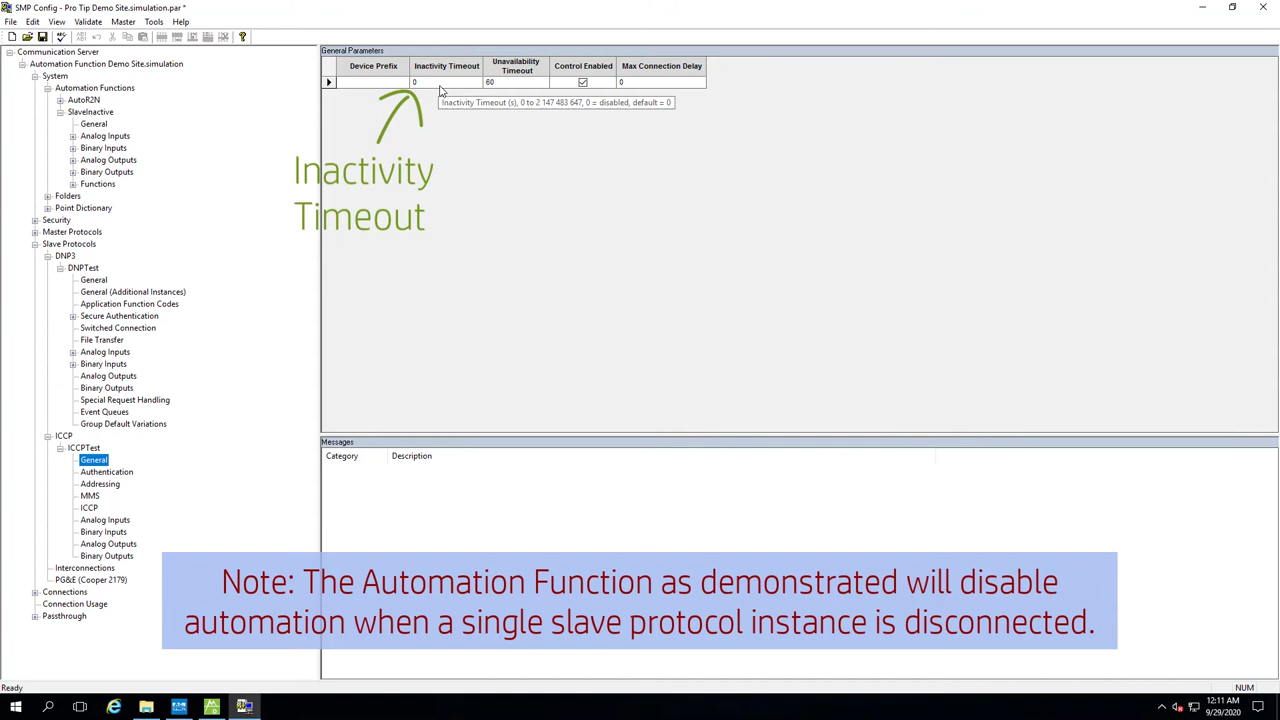 SMP Config - Pro Tip Demo Site.simulation.par *
File Edit View Validate Master Tools Help
Communication Server
Automation Function Demo Site.simulation
System
Automation Functions
AutoR2N
SlaveInactive
General
Analog Inputs
Binary Inputs
Analog Outputs
Binary Outputs
Functions
Folders
Point Dictionary
Security
Master Protocols
Slave Protocols
DNP3
DNPTest
General
General (Additional Instances)
Application Function Codes
Secure Authentication
Switched Connection
File Transfer
Analog Inputs
Binary Inputs
Analog Outputs
Binary Outputs
Special Request Handling
Event Queues
Group Default Variations
ICCP
ICCPTest
General
Authentication
Addressing
MMS
ICCP
Analog Inputs
Binary Inputs
Analog Outputs
Binary Outputs
Interconnections
PG&E (Cooper 2179)
Connections
Connection Usage
Passthrough
General Parameters
Device Prefix Inactivity Timeout Unavailability Timeout Control Enabled Max Connection Delay
0 60 0
Inactivity Timeout (s), 0 to 2 147 483 647, 0 = disabled, default = 0
Inactivity
Timeout
Messages
Category Description
Note: The Automation Function as demonstrated will disable
automation when a single slave protocol instance is disconnected.
Ready
NUM
12:11 AM
9/29/2020